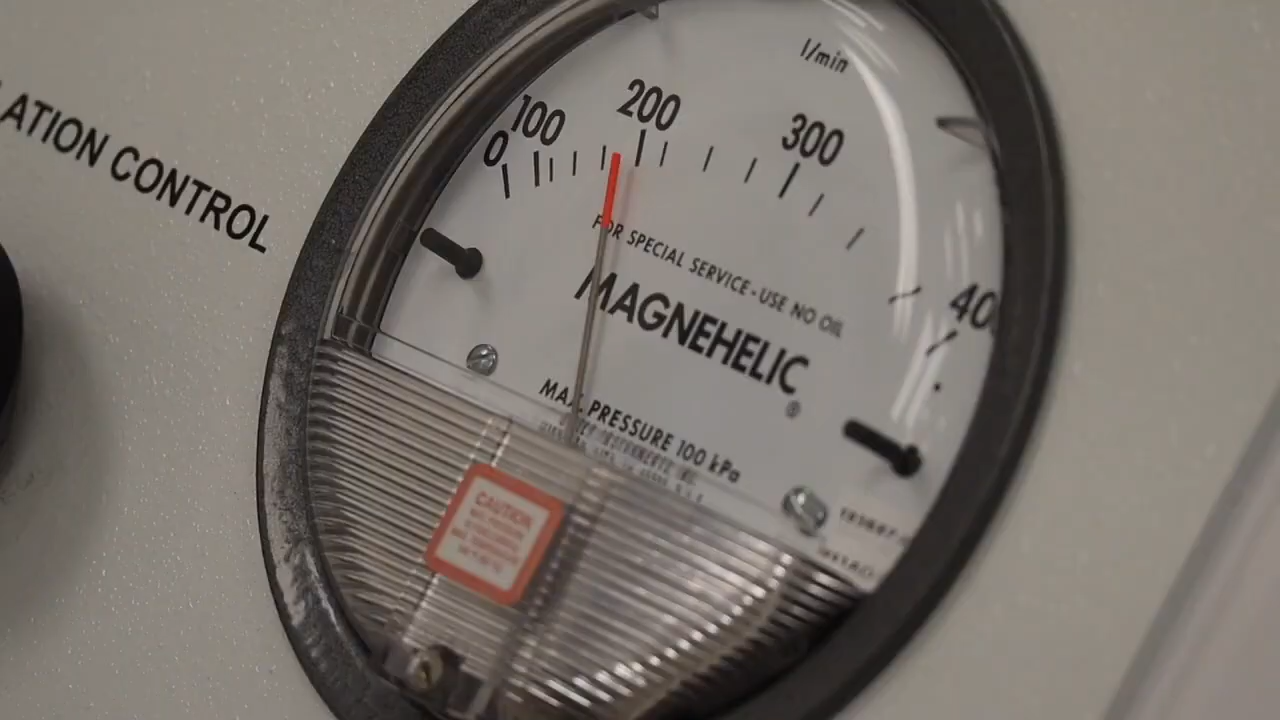 LATION CONTROL
l/min
0
100
200
300
40
FOR SPECIAL SERVICE - USE NO OIL
MAGNEHELIC
®
MAX. PRESSURE 100 kPa
CAUTION